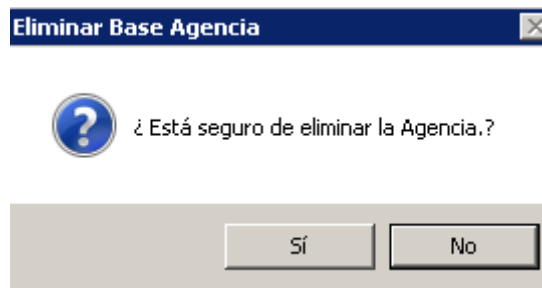 Eliminar Base Agencia
¿ Está seguro de eliminar la Agencia.?
Sí
No